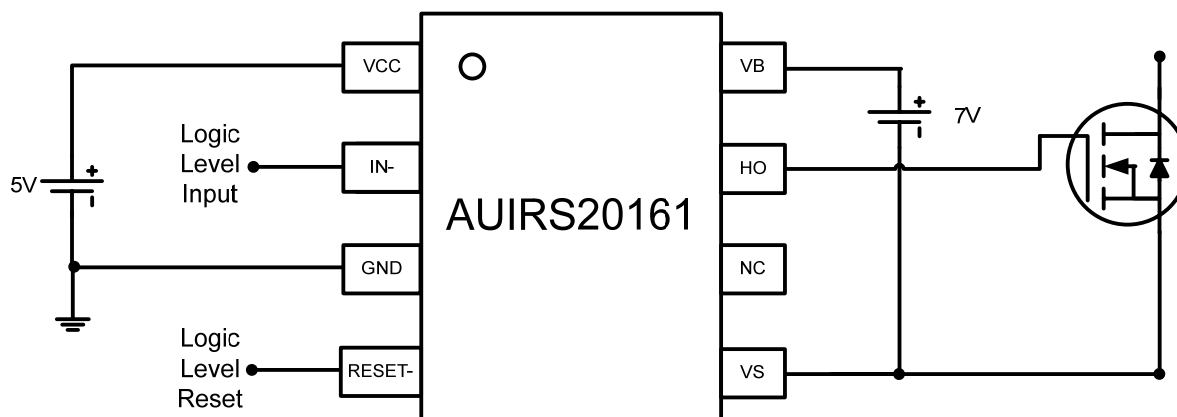 VCC
VB
+
7V
Logic
Level
Input
IN-
HO
5V
+
AUIRS20161
GND
NC
Logic
Level
Reset
RESET-
VS